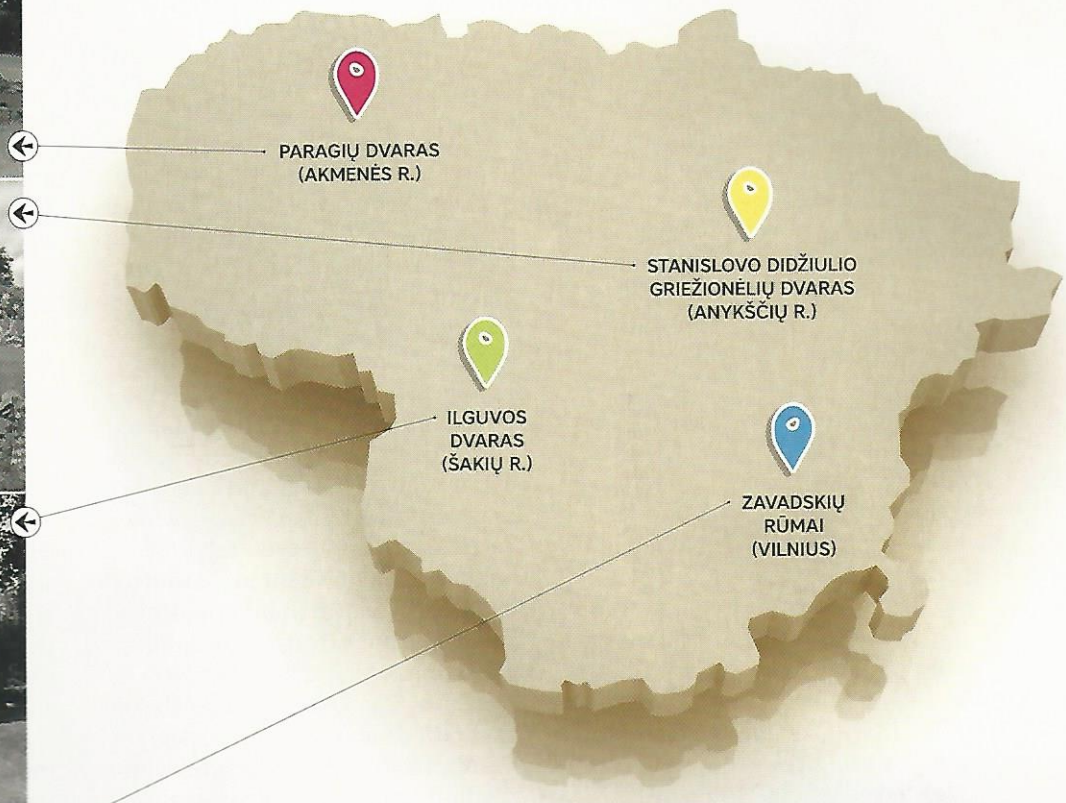 PARAGIŲ DVARAS
(AKMENĖS R.)
STANISLOVO DIDŽIULIO
GRIEŽIONĖLIŲ DVARAS
(ANYKŠČIŲ R.)
ILGUVOS
DVARAS
(ŠAKIŲ R.)
ZAVADSKIŲ
RŪMAI
(VILNIUS)